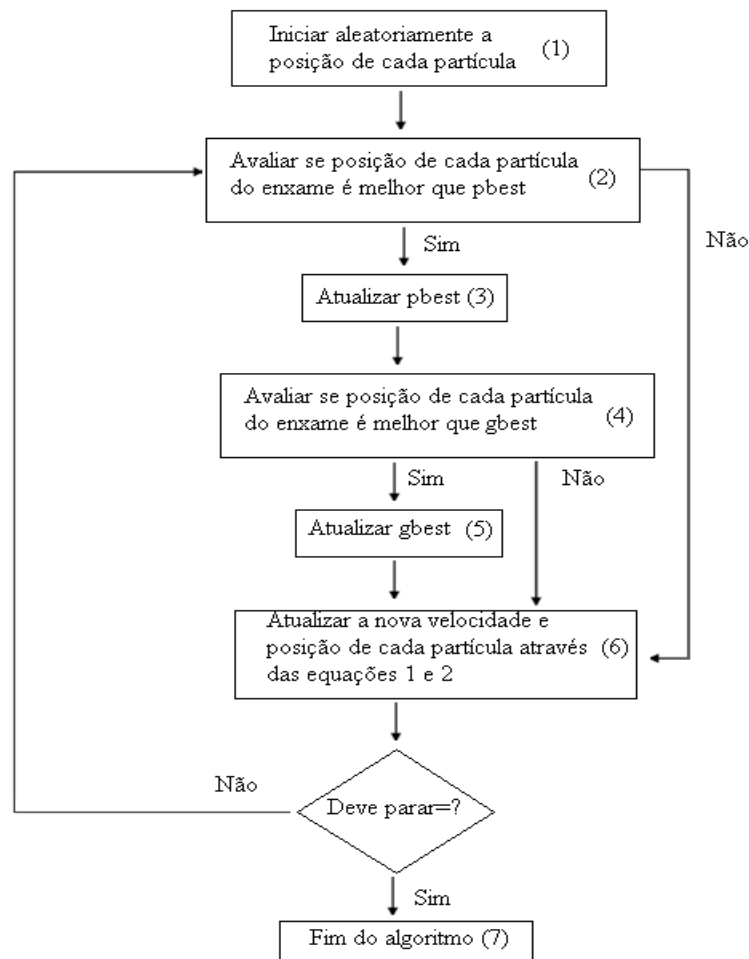 Iniciar aleatoriamente a
posição de cada partícula (1)
Avaliar se posição de cada partícula
do enxame é melhor que pbest (2)
Não
Sim
Atualizar pbest (3)
Avaliar se posição de cada partícula
do enxame é melhor que gbest (4)
Sim Não
Atualizar gbest (5)
Atualizar a nova velocidade e
posição de cada partícula através (6)
das equações 1 e 2
Não
Deve parar=?
Sim
Fim do algoritmo (7)